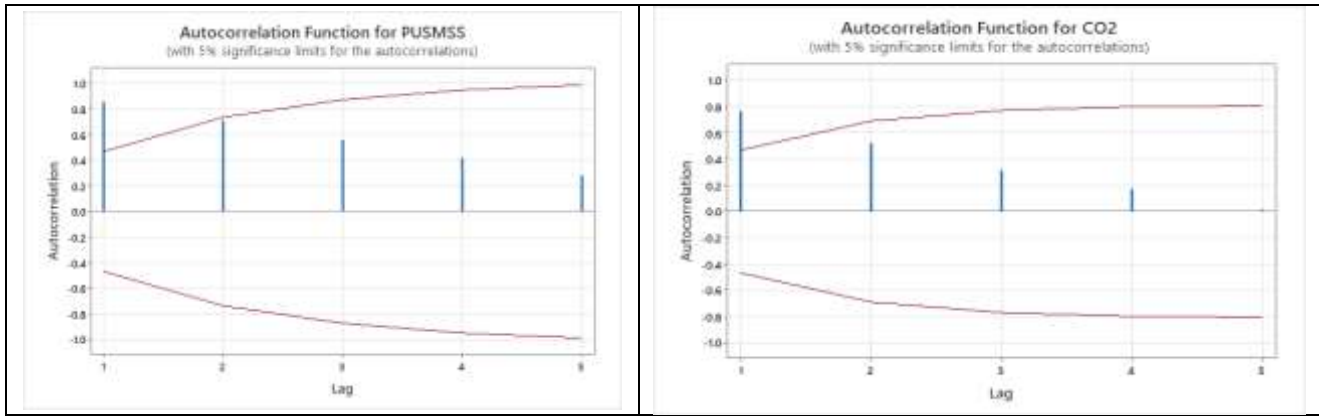 Autocorrelation Function for PUSMSS
(with 5% significance limits for the autocorrelations)
1.0
0.8
0.6
0.4
0.2
0.0
-0.2
-0.4
-0.6
-0.8
-1.0
Autocorrelation
1 2 3 4 5
Lag
Autocorrelation Function for CO2
(with 5% significance limits for the autocorrelations)
1.0
0.8
0.6
0.4
0.2
0.0
-0.2
-0.4
-0.6
-0.8
-1.0
Autocorrelation
1 2 3 4 5
Lag